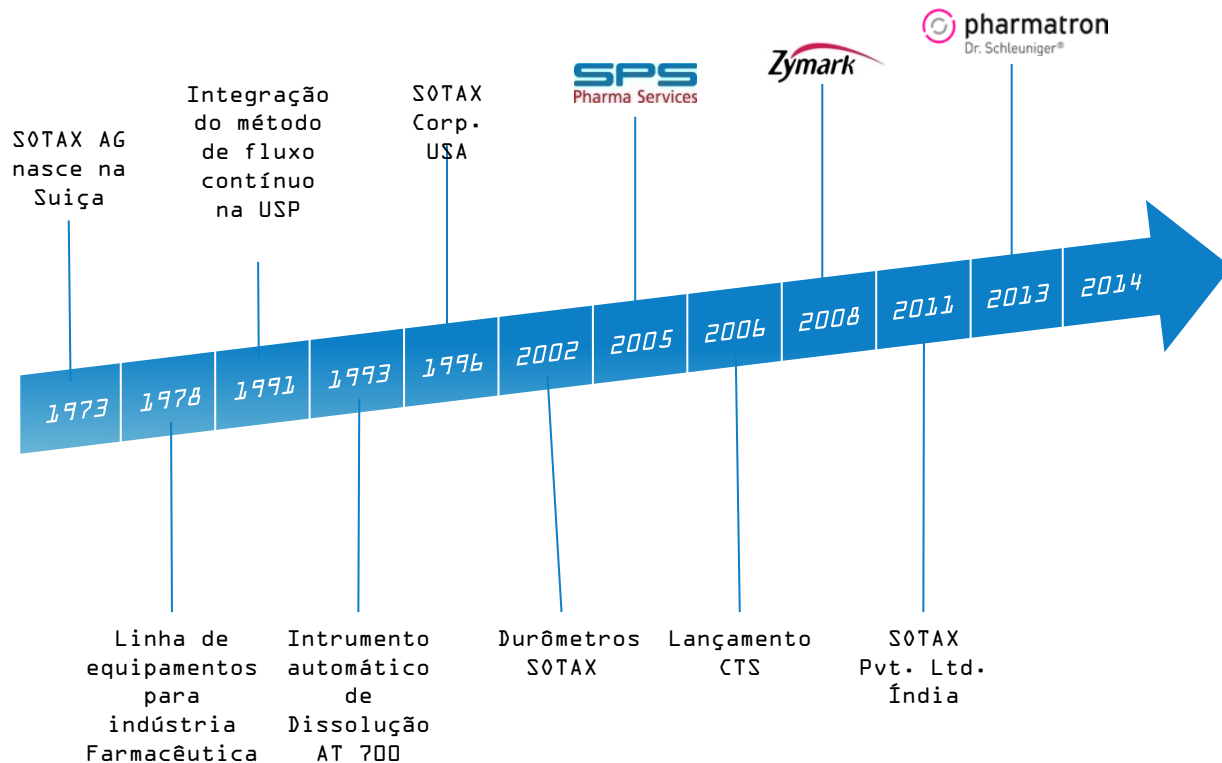 pharmatron
Dr. Schleuniger®
Zymark
SPS
Pharma Services
SOTAX AG
nasce na
Suiça
Integração
do método
de fluxo
contínuo
na USP
SOTAX
Corp.
USA
1973
1978
1991
1993
1996
2002
2005
2006
2008
2011
2013
2014
Linha de
equipamentos
para
indústria
Farmacêutica
Intrumento
automático
de
Dissolução
AT 700
Durômetros
SOTAX
Lançamento
CTS
SOTAX
Pvt. Ltd.
Índia